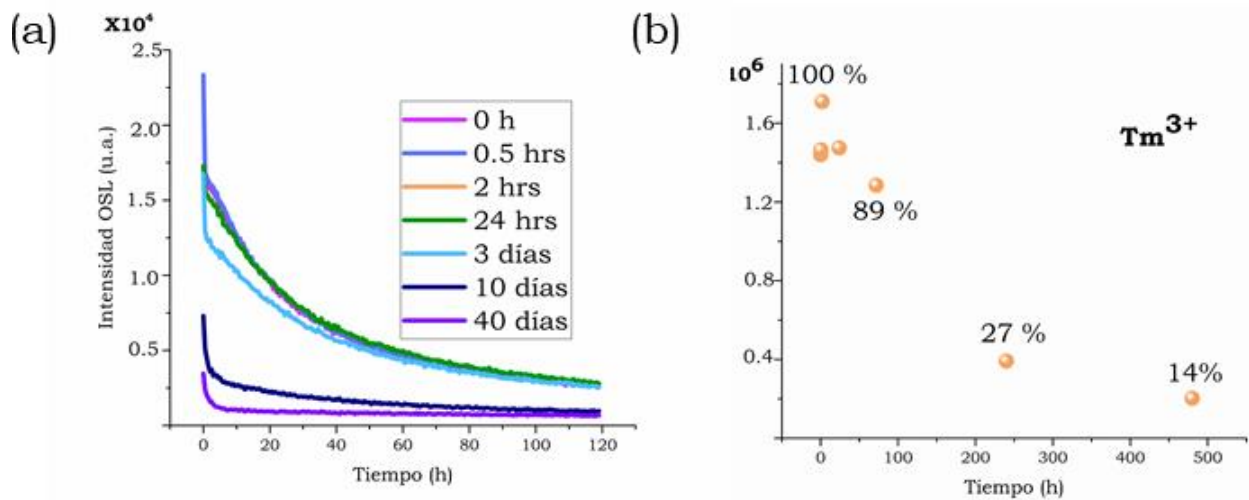 (a)
X10⁴
2.5
2.0
1.5
1.0
0.5
Intensidad OSL (u.a.)
0 h
0.5 hrs
2 hrs
24 hrs
3 días
10 días
40 días
0 20 40 60 80 100 120
Tiempo (h)
(b)
10⁶
1.6
1.2
0.8
0.4
100 %
89 %
27 %
14%
Tm³⁺
0 100 200 300 400 500
Tiempo (h)